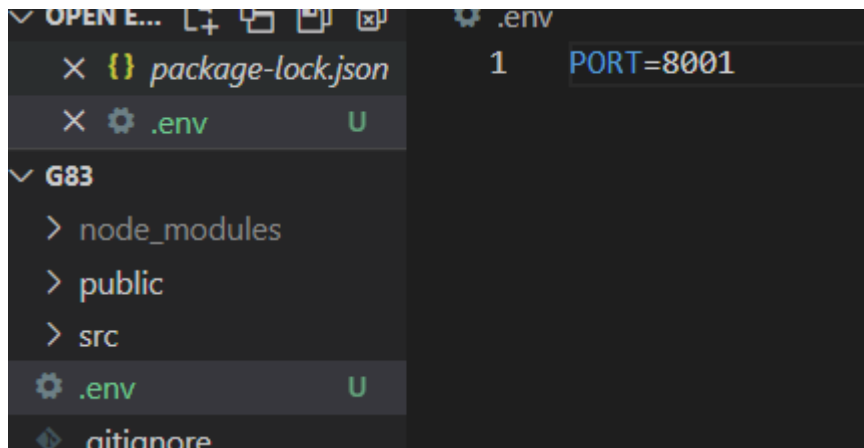 OPEN E...
{} package-lock.json
.env U
G83
node_modules
public
src
.env U
.gitignore
.env
1 PORT=8001